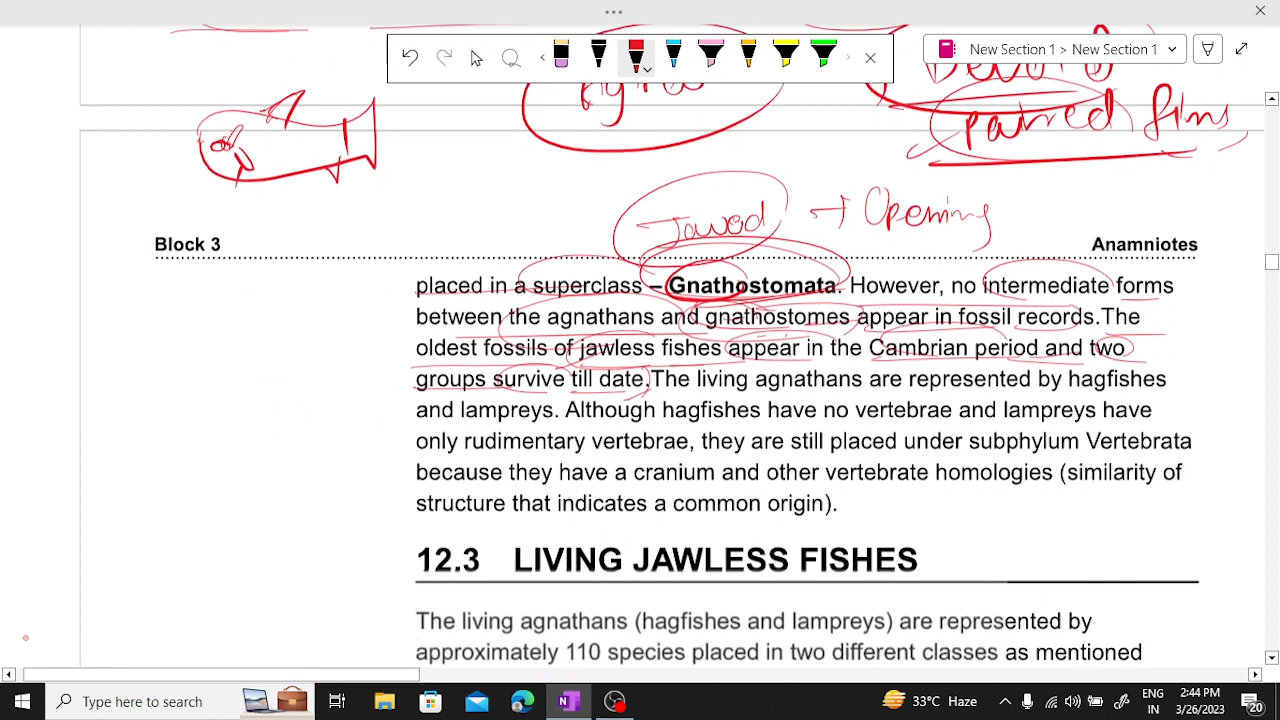 New Section 1 > New Section 1
paired fins,
Jawed → Opening
Block 3
Anamniotes
placed in a superclass – Gnathostomata. However, no intermediate forms
between the agnathans and gnathostomes appear in fossil records.The
oldest fossils of jawless fishes appear in the Cambrian period and two
groups survive till date.The living agnathans are represented by hagfishes
and lampreys. Although hagfishes have no vertebrae and lampreys have
only rudimentary vertebrae, they are still placed under subphylum Vertebrata
because they have a cranium and other vertebrate homologies (similarity of
structure that indicates a common origin).
12.3 LIVING JAWLESS FISHES
The living agnathans (hagfishes and lampreys) are represented by
approximately 110 species placed in two different classes as mentioned
Type here to search
33°C Haze
ENG
IN
2:44 PM
3/26/2023
20